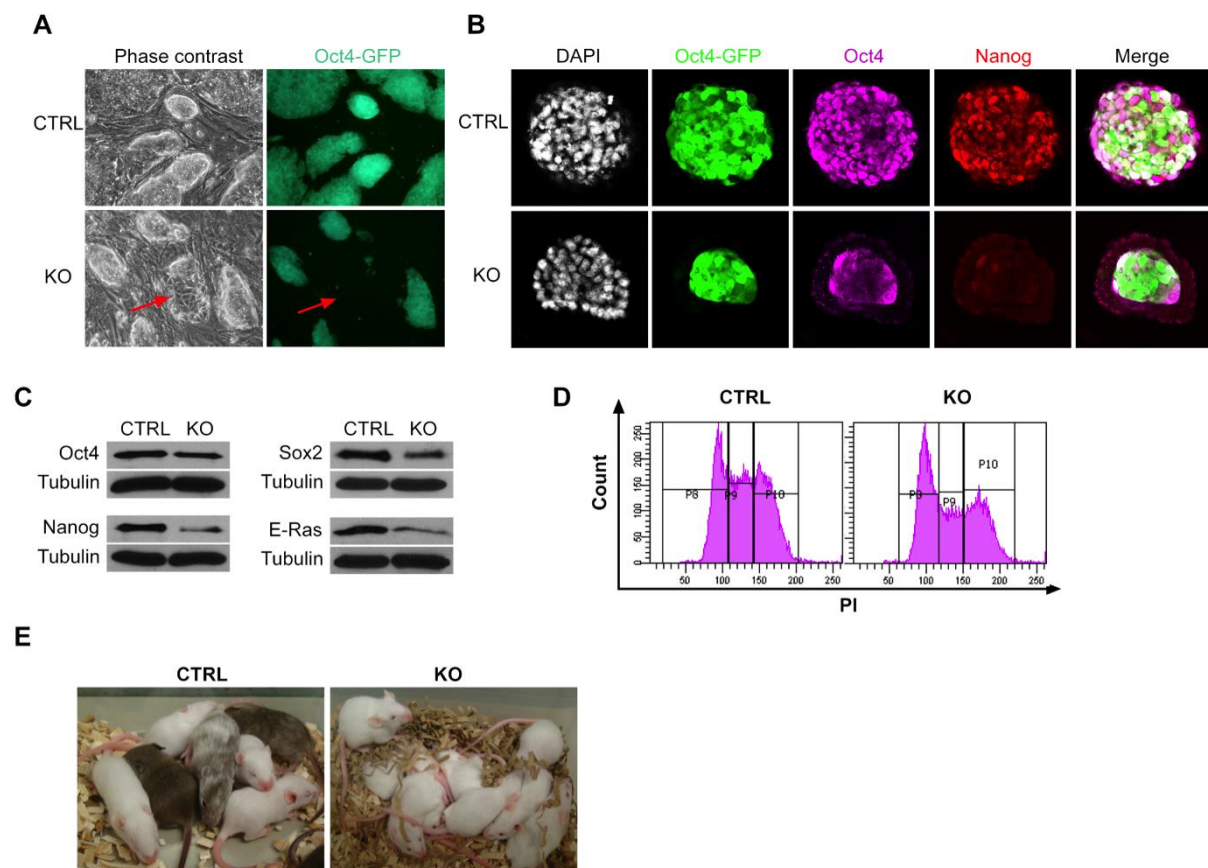 A
Phase contrast Oct4-GFP
CTRL
KO
B
DAPI Oct4-GFP Oct4 Nanog Merge
CTRL
KO
C
CTRL KO
Oct4
Tubulin
Nanog
Tubulin
CTRL KO
Sox2
Tubulin
E-Ras
Tubulin
D
CTRL KO
Count
250
200
150
100
50
0
P8 P9 P10
50 100 150 200 250
P9 P10
50 100 150 200 250
PI
E
CTRL KO